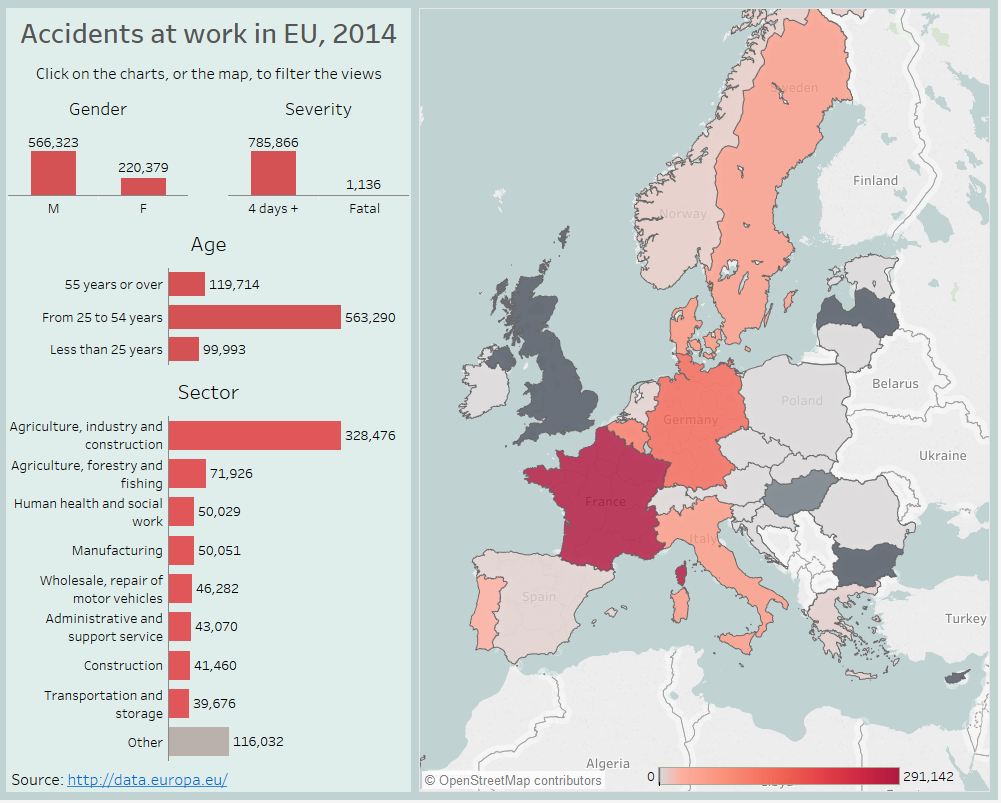 Accidents at work in EU, 2014
Click on the charts, or the map, to filter the views
Gender
Severity
566,323
220,379
M
F
785,866
1,136
4 days +
Fatal
Age
55 years or over
119,714
From 25 to 54 years
563,290
Less than 25 years
99,993
Sector
Agriculture, industry and
construction
328,476
Agriculture, forestry and
fishing
71,926
Human health and social
work
50,029
Manufacturing
50,051
Wholesale, repair of
motor vehicles
46,282
Administrative and
support service
43,070
Construction
41,460
Transportation and
storage
39,676
Other
116,032
Source: http://data.europa.eu/
Sweden
Finland
Norway
Belarus
Poland
Germany
Ukraine
France
Italy
Spain
Turkey
Algeria
© OpenStreetMap contributors
0
291,142